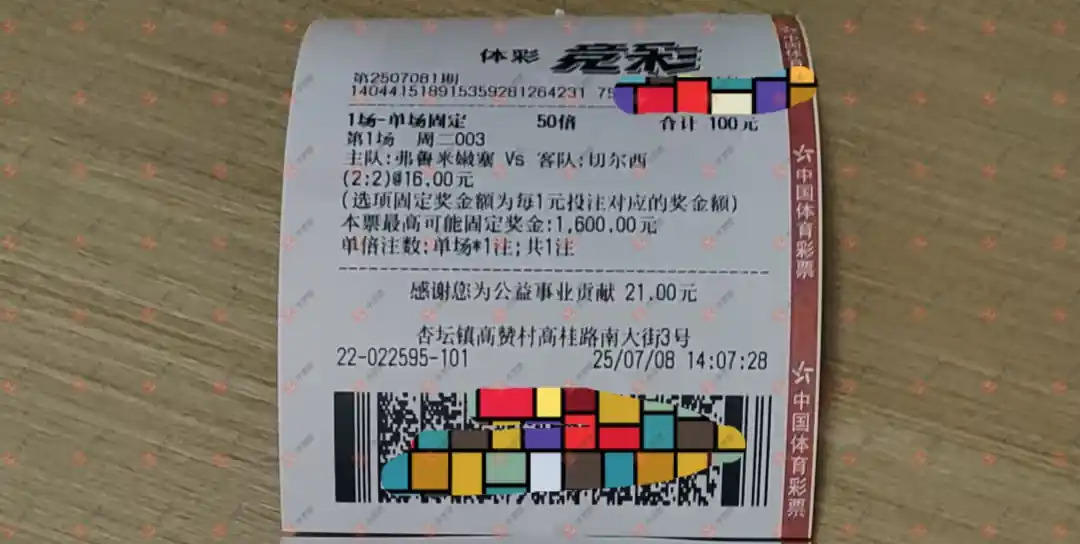 体彩 竞彩
第2507081期
140441518915359281264231 75
1场-单场固定 50倍 合计 100元
第1场 周二003
主队:弗鲁米嫩塞 Vs 客队:切尔西
(2:2)@16.00元
(选项固定奖金额为每1元投注对应的奖金额)
本票最高可能固定奖金:1,600.00元
单倍注数:单场*1注;共1注
感谢您为公益事业贡献 21.00元
杏坛镇高赞村高桂路南大街3号
22-022595-101 25/07/08 14:07:28
中国体育彩票
中国体育彩票
中国体